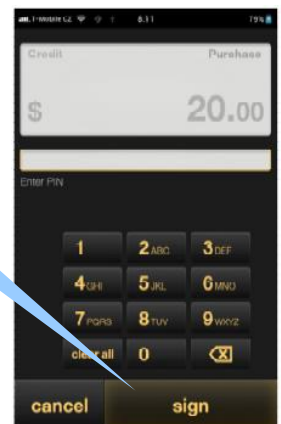 T-Mobile CZ 8:11 79%
Credit Purchase
$ 20.00
Enter PIN
1 2 ABC 3 DEF
4 GHI 5 JKL 6 MNO
7 PQRS 8 TUV 9 WXYZ
clear all 0
cancel sign